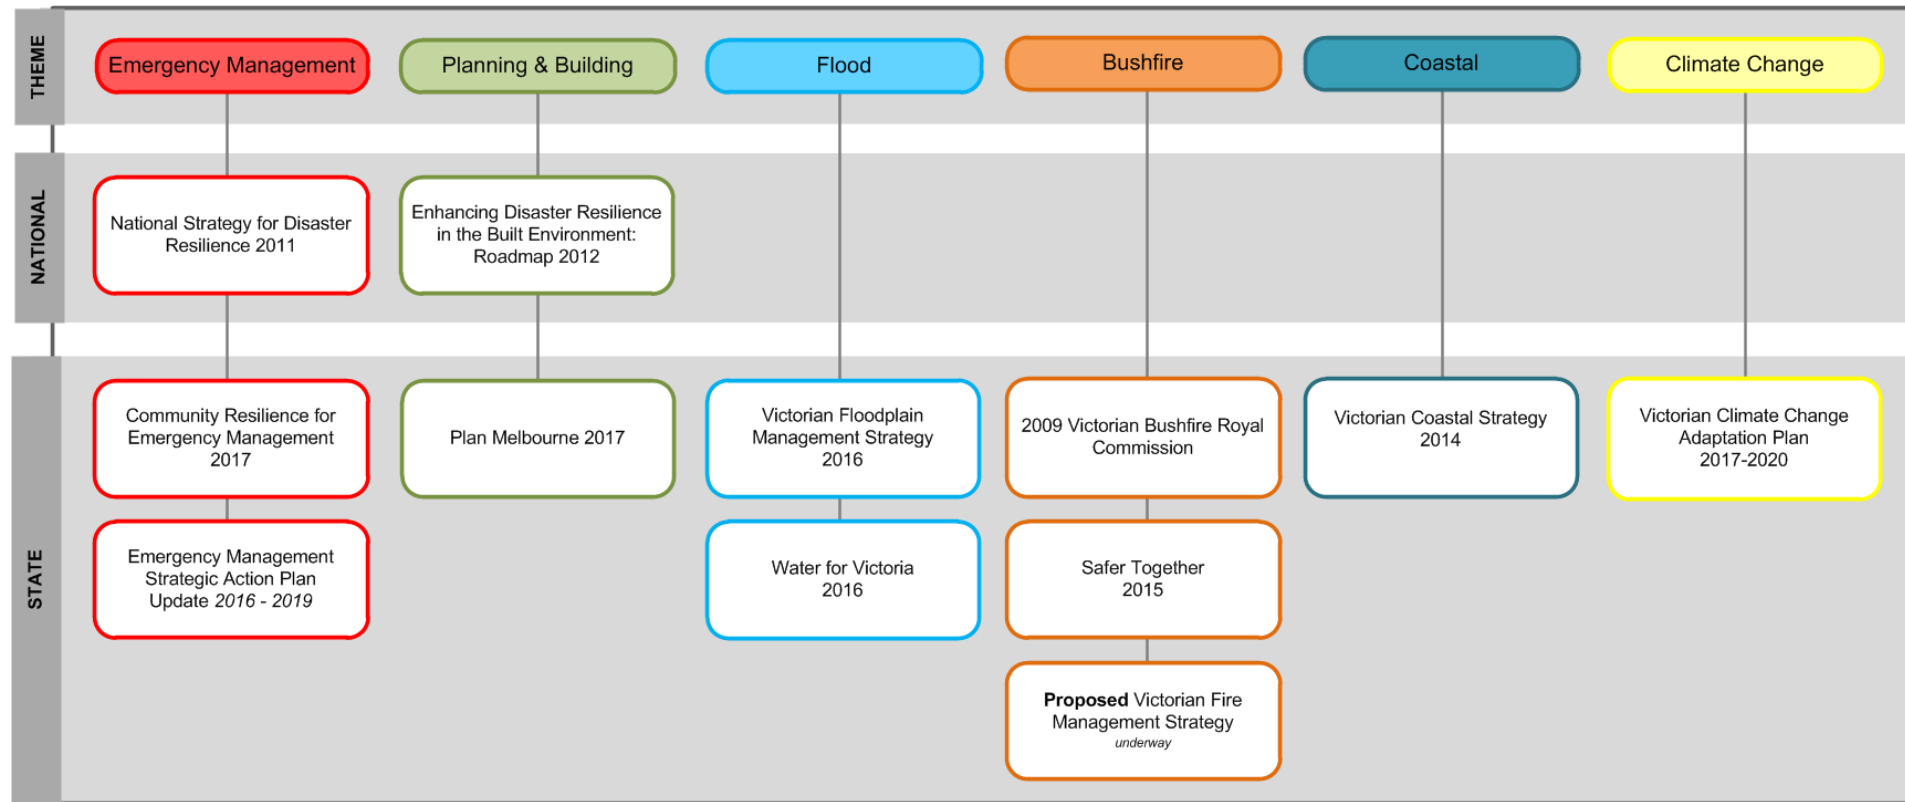 THEME
Emergency Management
Planning & Building
Flood
Bushfire
Coastal
Climate Change
NATIONAL
National Strategy for Disaster
Resilience 2011
Enhancing Disaster Resilience
in the Built Environment:
Roadmap 2012
STATE
Community Resilience for
Emergency Management
2017
Plan Melbourne 2017
Victorian Floodplain
Management Strategy
2016
2009 Victorian Bushfire Royal
Commission
Victorian Coastal Strategy
2014
Victorian Climate Change
Adaptation Plan
2017-2020
Emergency Management
Strategic Action Plan
Update 2016 - 2019
Water for Victoria
2016
Safer Together
2015
Proposed Victorian Fire
Management Strategy
underway